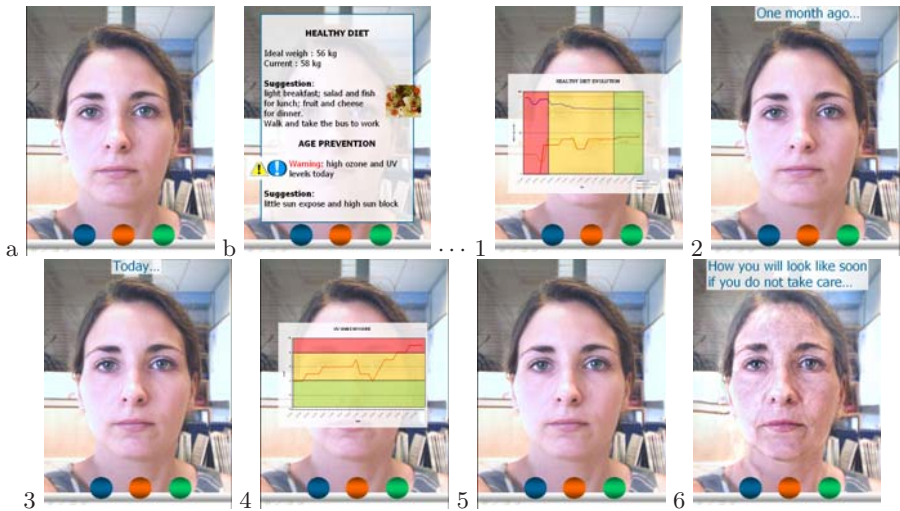 One month ago...
HEALTHY DIET
Ideal weigh : 56 kg
Current : 58 kg
Suggestion:
light breakfast; salad and fish
for lunch; fruit and cheese
for dinner.
Walk and take the bus to work
AGE PREVENTION
Warning: high ozone and UV
levels today
Suggestion:
little sun expose and high sun block
HEALTHY DIET EVOLUTION
a
b
...
1
2
Today...
How you will look like soon
if you do not take care...
3
4
5
6